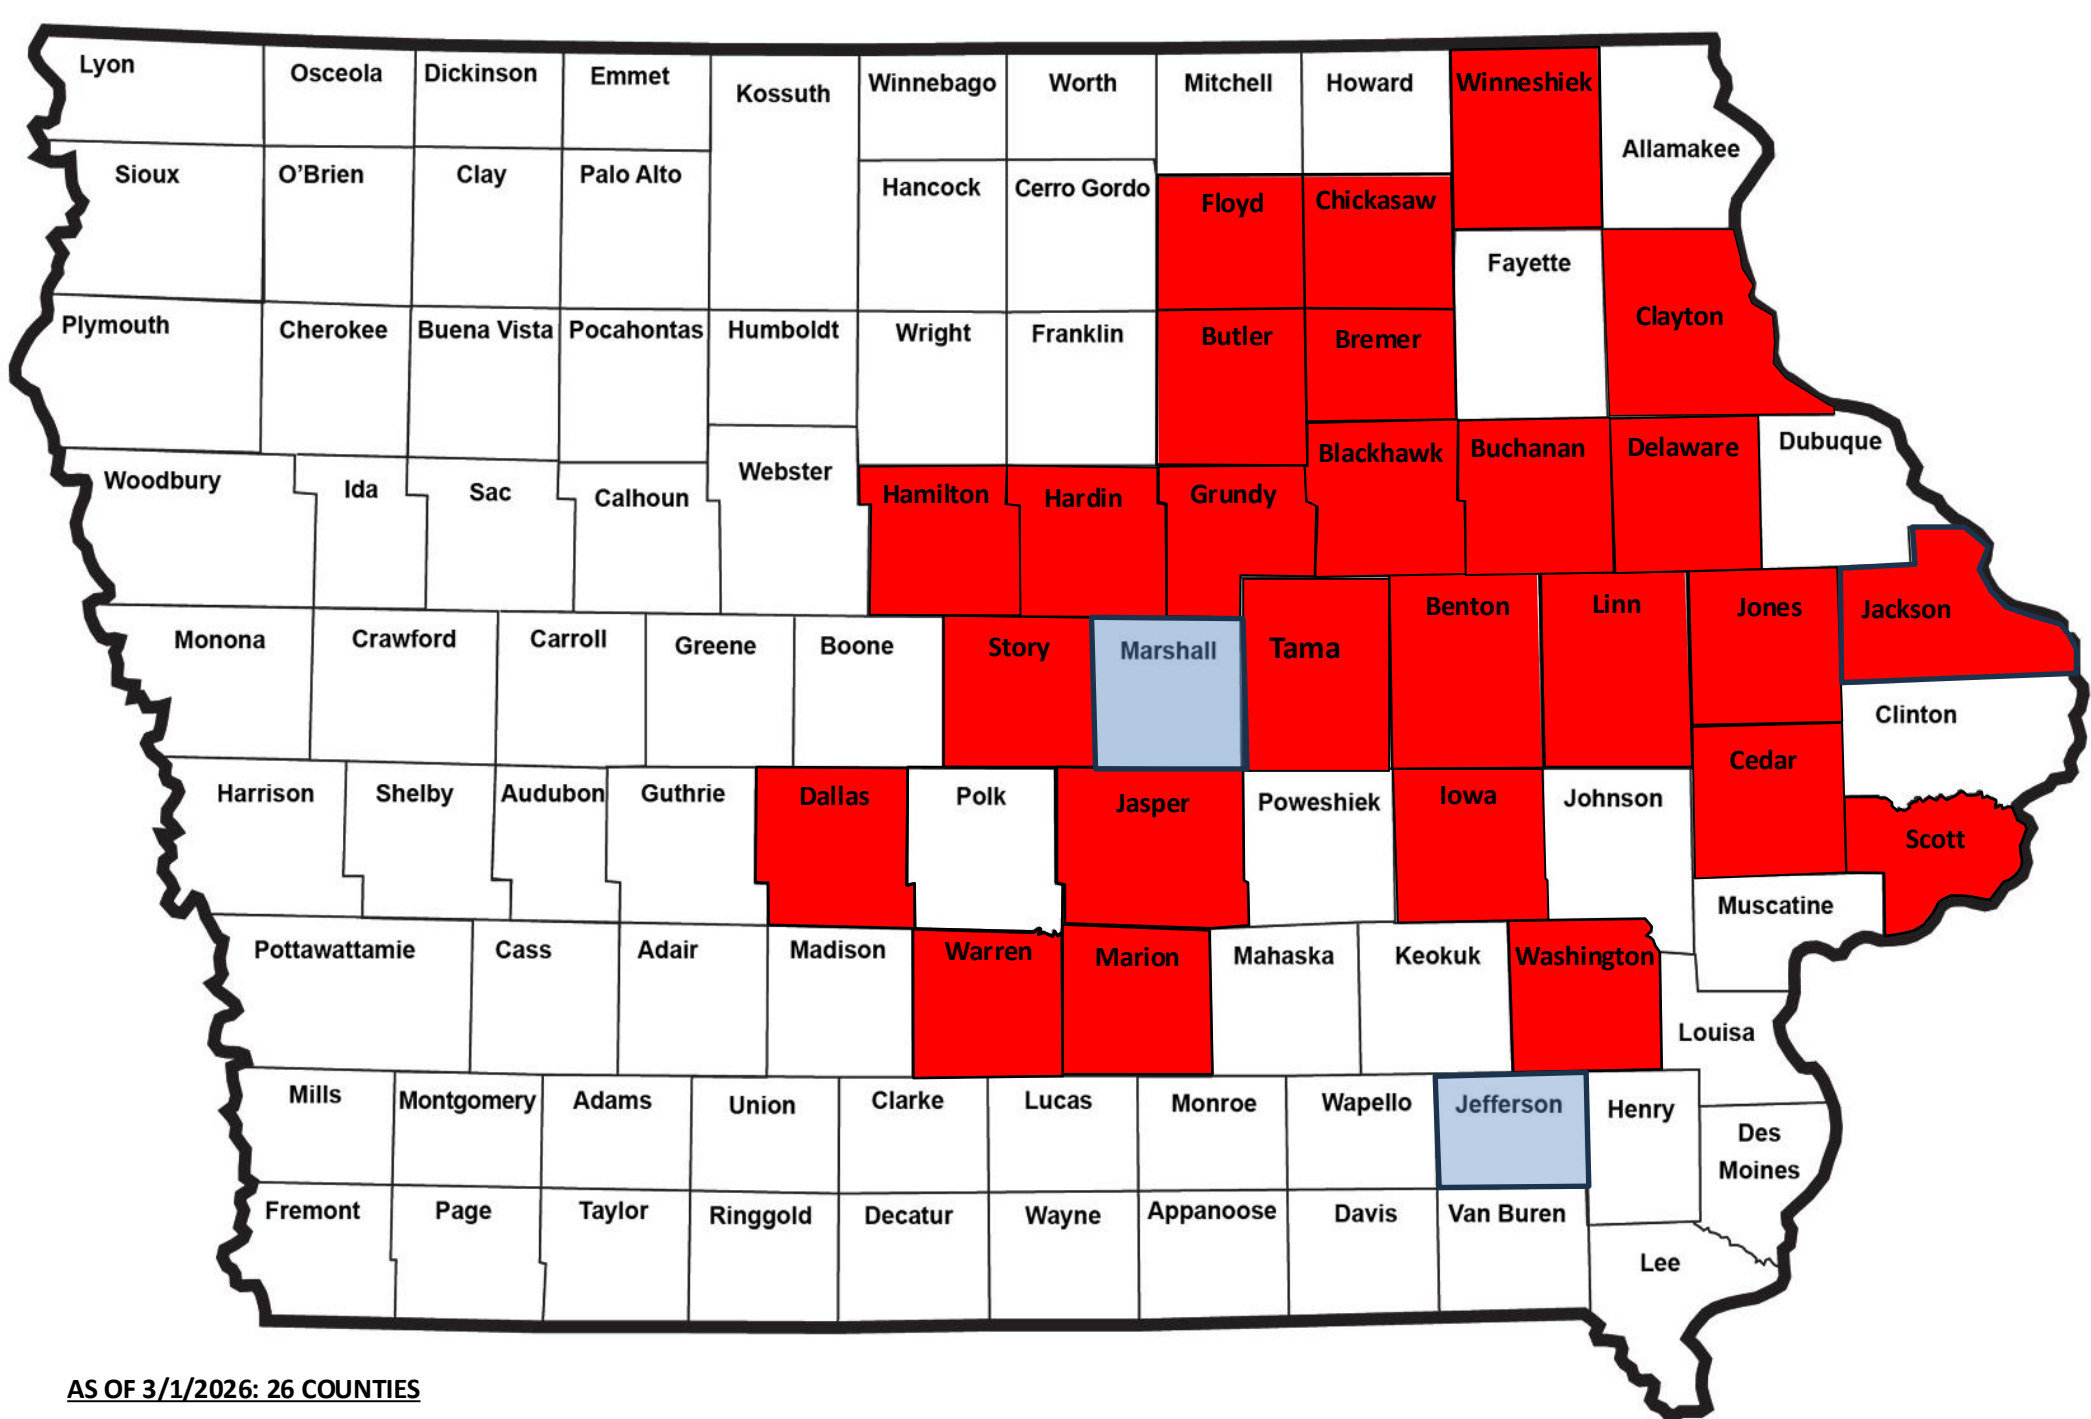 Lyon
Osceola
Dickinson
Emmet
Kossuth
Winnebago
Worth
Mitchell
Howard
Winneshiek
Allamakee
Sioux
O'Brien
Clay
Palo Alto
Hancock
Cerro Gordo
Floyd
Chickasaw
Fayette
Clayton
Plymouth
Cherokee
Buena Vista
Pocahontas
Humboldt
Wright
Franklin
Butler
Bremer
Woodbury
Ida
Sac
Calhoun
Webster
Hamilton
Hardin
Grundy
Blackhawk
Buchanan
Delaware
Dubuque
Monona
Crawford
Carroll
Greene
Boone
Story
Marshall
Tama
Benton
Linn
Jones
Jackson
Clinton
Harrison
Shelby
Audubon
Guthrie
Dallas
Polk
Jasper
Poweshiek
Iowa
Johnson
Cedar
Scott
Muscatine
Pottawattamie
Cass
Adair
Madison
Warren
Marion
Mahaska
Keokuk
Washington
Louisa
Mills
Montgomery
Adams
Union
Clarke
Lucas
Monroe
Wapello
Jefferson
Henry
Des
Moines
Fremont
Page
Taylor
Ringgold
Decatur
Wayne
Appanoose
Davis
Van Buren
Lee
AS OF 3/1/2026: 26 COUNTIES